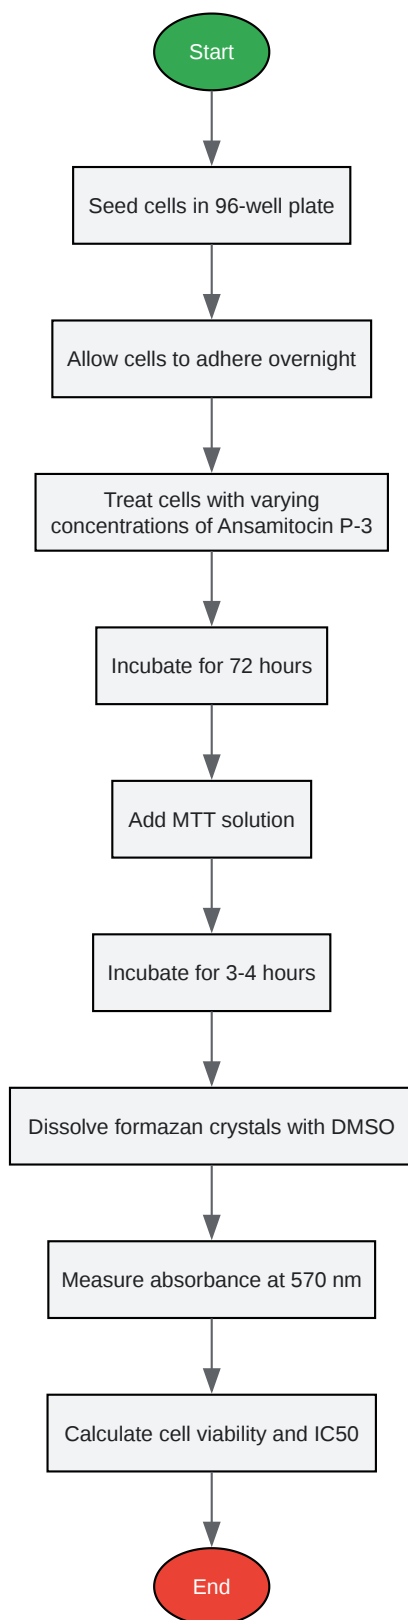 Start
Seed cells in 96-well plate
Allow cells to adhere overnight
Treat cells with varying
concentrations of Ansamitocin P-3
Incubate for 72 hours
Add MTT solution
Incubate for 3-4 hours
Dissolve formazan crystals with DMSO
Measure absorbance at 570 nm
Calculate cell viability and IC50
End